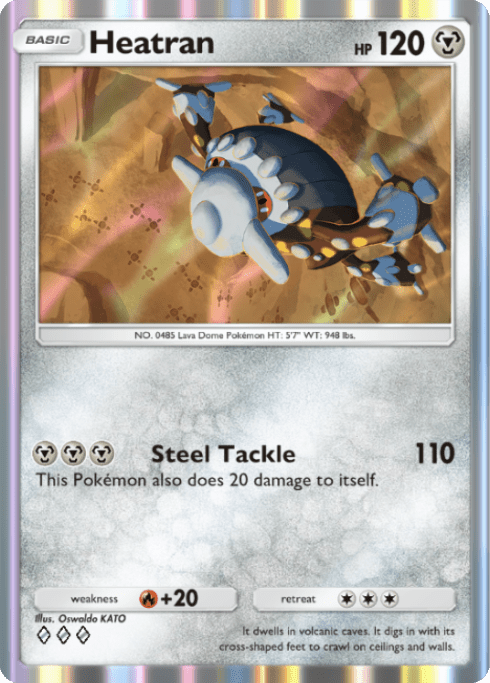 BASIC Heatran HP 120
NO. 0485 Lava Dome Pokémon HT: 5'7" WT: 948 lbs.
Steel Tackle 110
This Pokémon also does 20 damage to itself.
weakness +20 retreat
Illus. Oswaldo KATO
It dwells in volcanic caves. It digs in with its
cross-shaped feet to crawl on ceilings and walls.